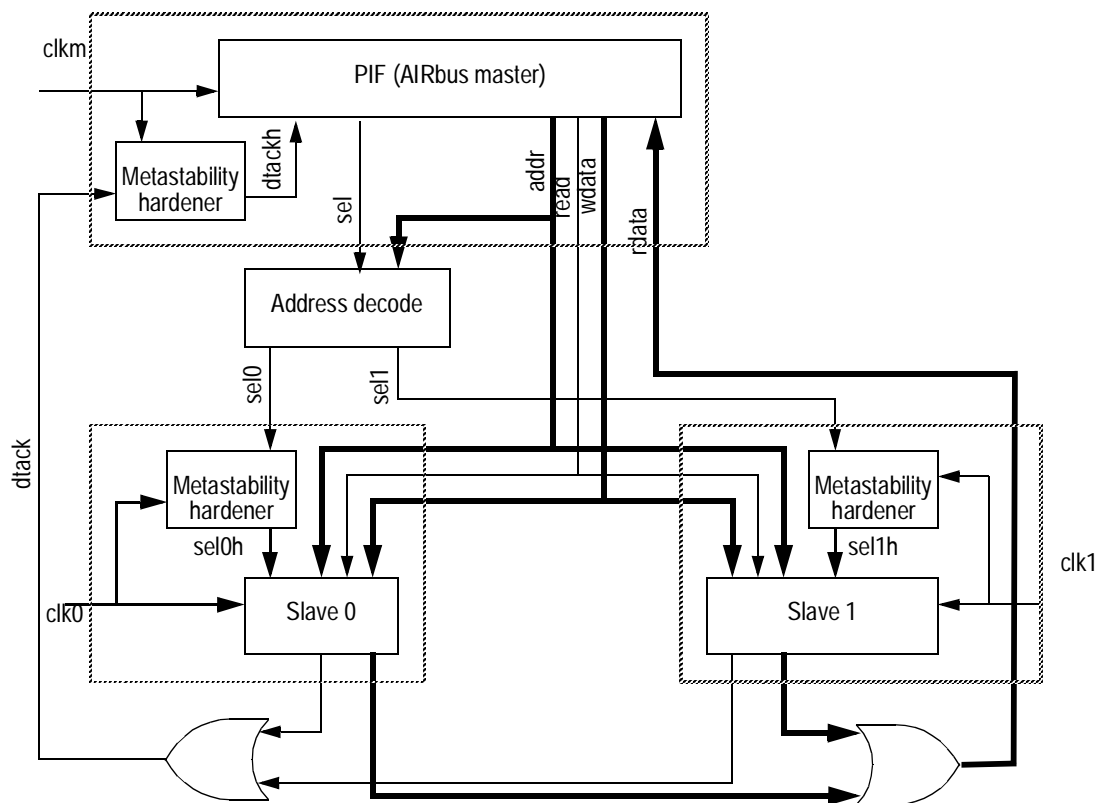 clkm
PIF (AIRbus master)
Metastability
hardener
dtackh
sel
addr
read
wdata
rdata
Address decode
sel0
sel1
dtack
Metastability
hardener
sel0h
clk0
Slave 0
Metastability
hardener
sel1h
clk1
Slave 1